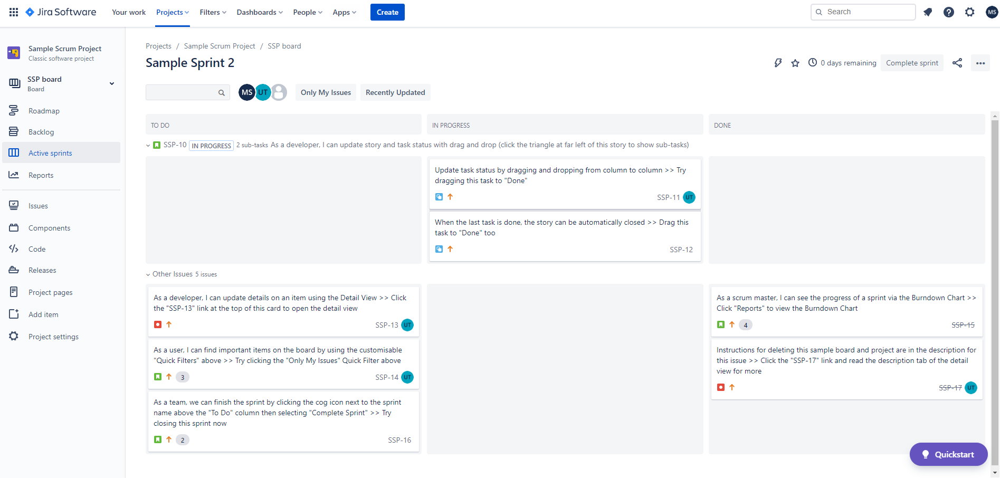 Jira Software
Your work
Projects
Filters
Dashboards
People
Apps
Create
Search
MS
Sample Scrum Project
Classic software project
SSP board
Board
Roadmap
Backlog
Active sprints
Reports
Issues
Components
Code
Releases
Project pages
Add item
Project settings
Projects / Sample Scrum Project / SSP board
Sample Sprint 2
0 days remaining
Complete sprint
MS
UT
Only My Issues
Recently Updated
TO DO
IN PROGRESS
DONE
SSP-10 IN PROGRESS 2 sub-tasks As a developer, I can update story and task status with drag and drop (click the triangle at far left of this story to show sub-tasks)
Update task status by dragging and dropping from column to column >> Try
dragging this task to "Done"
SSP-11 UT
When the last task is done, the story can be automatically closed >> Drag this
task to "Done" too
SSP-12
Other Issues 5 issues
As a developer, I can update details on an item using the Detail View >> Click
the "SSP-13" link at the top of this card to open the detail view
SSP-13 UT
As a user, I can find important items on the board by using the customisable
"Quick Filters" above >> Try clicking the "Only My Issues" Quick Filter above
3 SSP-14 UT
As a team, we can finish the sprint by clicking the cog icon next to the sprint
name above the "To Do" column then selecting "Complete Sprint" >> Try
closing this sprint now
2 SSP-16
As a scrum master, I can see the progress of a sprint via the Burndown Chart >>
Click "Reports" to view the Burndown Chart
4 SSP-15
Instructions for deleting this sample board and project are in the description for
this issue >> Click the "SSP-17" link and read the description tab of the detail
view for more
SSP-17 UT
Quickstart